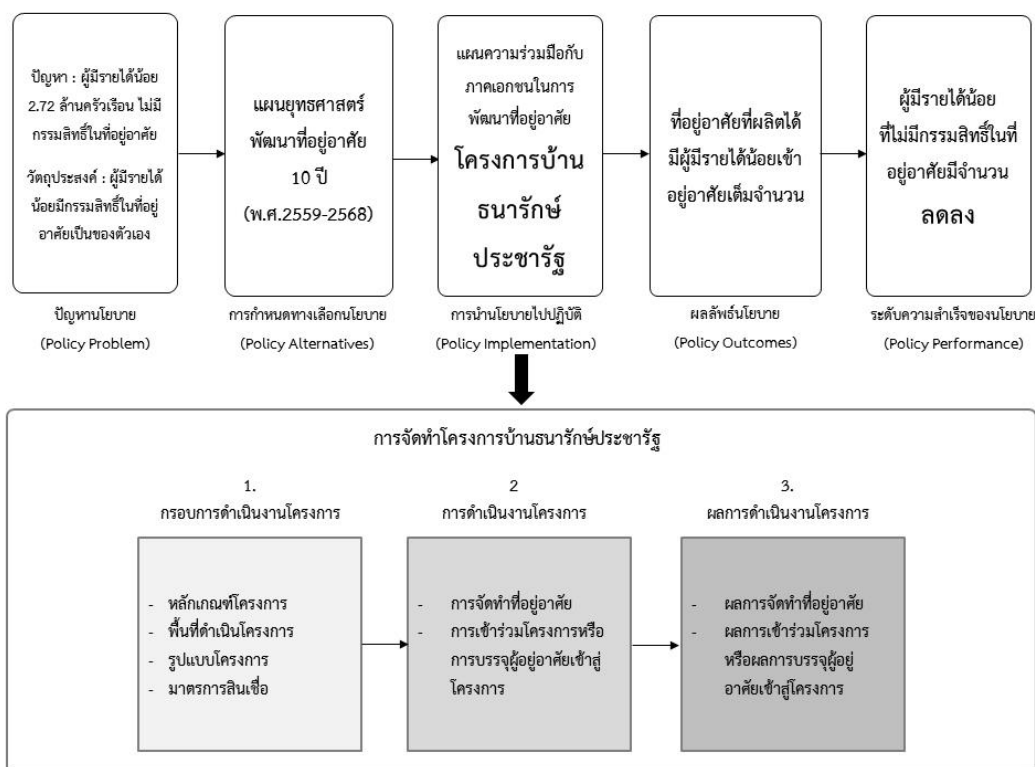 ปัญหา : ผู้มีรายได้น้อย
2.72 ล้านครัวเรือน ไม่มี
กรรมสิทธิ์ในที่อยู่อาศัย
วัตถุประสงค์ : ผู้มีรายได้
น้อยมีกรรมสิทธิ์ในที่อยู่
อาศัยเป็นของตัวเอง
ปัญหานโยบาย
(Policy Problem)
แผนยุทธศาสตร์
พัฒนาที่อยู่อาศัย
10 ปี
(พ.ศ.2559-2568)
การกำหนดทางเลือกนโยบาย
(Policy Alternatives)
แผนความร่วมมือกับ
ภาคเอกชนในการ
พัฒนาที่อยู่อาศัย
โครงการบ้าน
ธนารักษ์
ประชารัฐ
การนำนโยบายไปปฏิบัติ
(Policy Implementation)
ที่อยู่อาศัยที่ผลิตได้
มีผู้มีรายได้น้อยเข้า
อยู่อาศัยเต็มจำนวน
ผลลัพธ์นโยบาย
(Policy Outcomes)
ผู้มีรายได้น้อย
ที่ไม่มีกรรมสิทธิ์ในที่
อยู่อาศัยมีจำนวน
ลดลง
ระดับความสำเร็จของนโยบาย
(Policy Performance)
การจัดทำโครงการบ้านธนารักษ์ประชารัฐ
1.
กรอบการดำเนินงานโครงการ
- หลักเกณฑ์โครงการ
- พื้นที่ดำเนินโครงการ
- รูปแบบโครงการ
- มาตรการสินเชื่อ
2
การดำเนินงานโครงการ
- การจัดทำที่อยู่อาศัย
- การเข้าร่วมโครงการหรือ
การบรรจุผู้อยู่อาศัยเข้าสู่
โครงการ
3.
ผลการดำเนินงานโครงการ
- ผลการจัดทำที่อยู่อาศัย
- ผลการเข้าร่วมโครงการ
หรือผลการบรรจุผู้อยู่
อาศัยเข้าสู่โครงการ